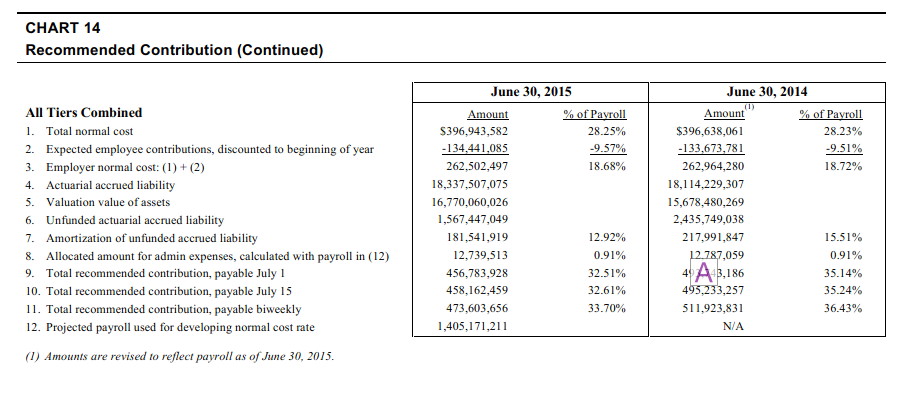 CHART 14
Recommended Contribution (Continued)
June 30, 2015 June 30, 2014
All Tiers Combined Amount % of Payroll Amount(1) % of Payroll
1. Total normal cost $396,943,582 28.25% $396,638,061 28.23%
2. Expected employee contributions, discounted to beginning of year -134,441,085 -9.57% -133,673,781 -9.51%
3. Employer normal cost: (1) + (2) 262,502,497 18.68% 262,964,280 18.72%
4. Actuarial accrued liability 18,337,507,075 18,114,229,307
5. Valuation value of assets 16,770,060,026 15,678,480,269
6. Unfunded actuarial accrued liability 1,567,447,049 2,435,749,038
7. Amortization of unfunded accrued liability 181,541,919 12.92% 217,991,847 15.51%
8. Allocated amount for admin expenses, calculated with payroll in (12) 12,739,513 0.91% 12,787,059 0.91%
9. Total recommended contribution, payable July 1 456,783,928 32.51% A 35.14%
10. Total recommended contribution, payable July 15 458,162,459 32.61% 495,233,257 35.24%
11. Total recommended contribution, payable biweekly 473,603,656 33.70% 511,923,831 36.43%
12. Projected payroll used for developing normal cost rate 1,405,171,211 N/A
(1) Amounts are revised to reflect payroll as of June 30, 2015.